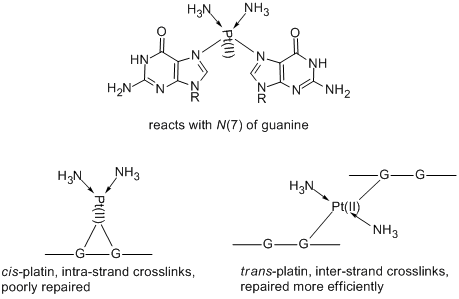 H₃N NH₃
Pt(II)
O O
NH N N NH
H₂N N N N N NH₂
R R
reacts with N(7) of guanine
NH₃
H₃N
Pt(II)
G G
cis-platin, intra-strand crosslinks,
poorly repaired
G G
H₃N
Pt(II)
NH₃
G G
trans-platin, inter-strand crosslinks,
repaired more efficiently